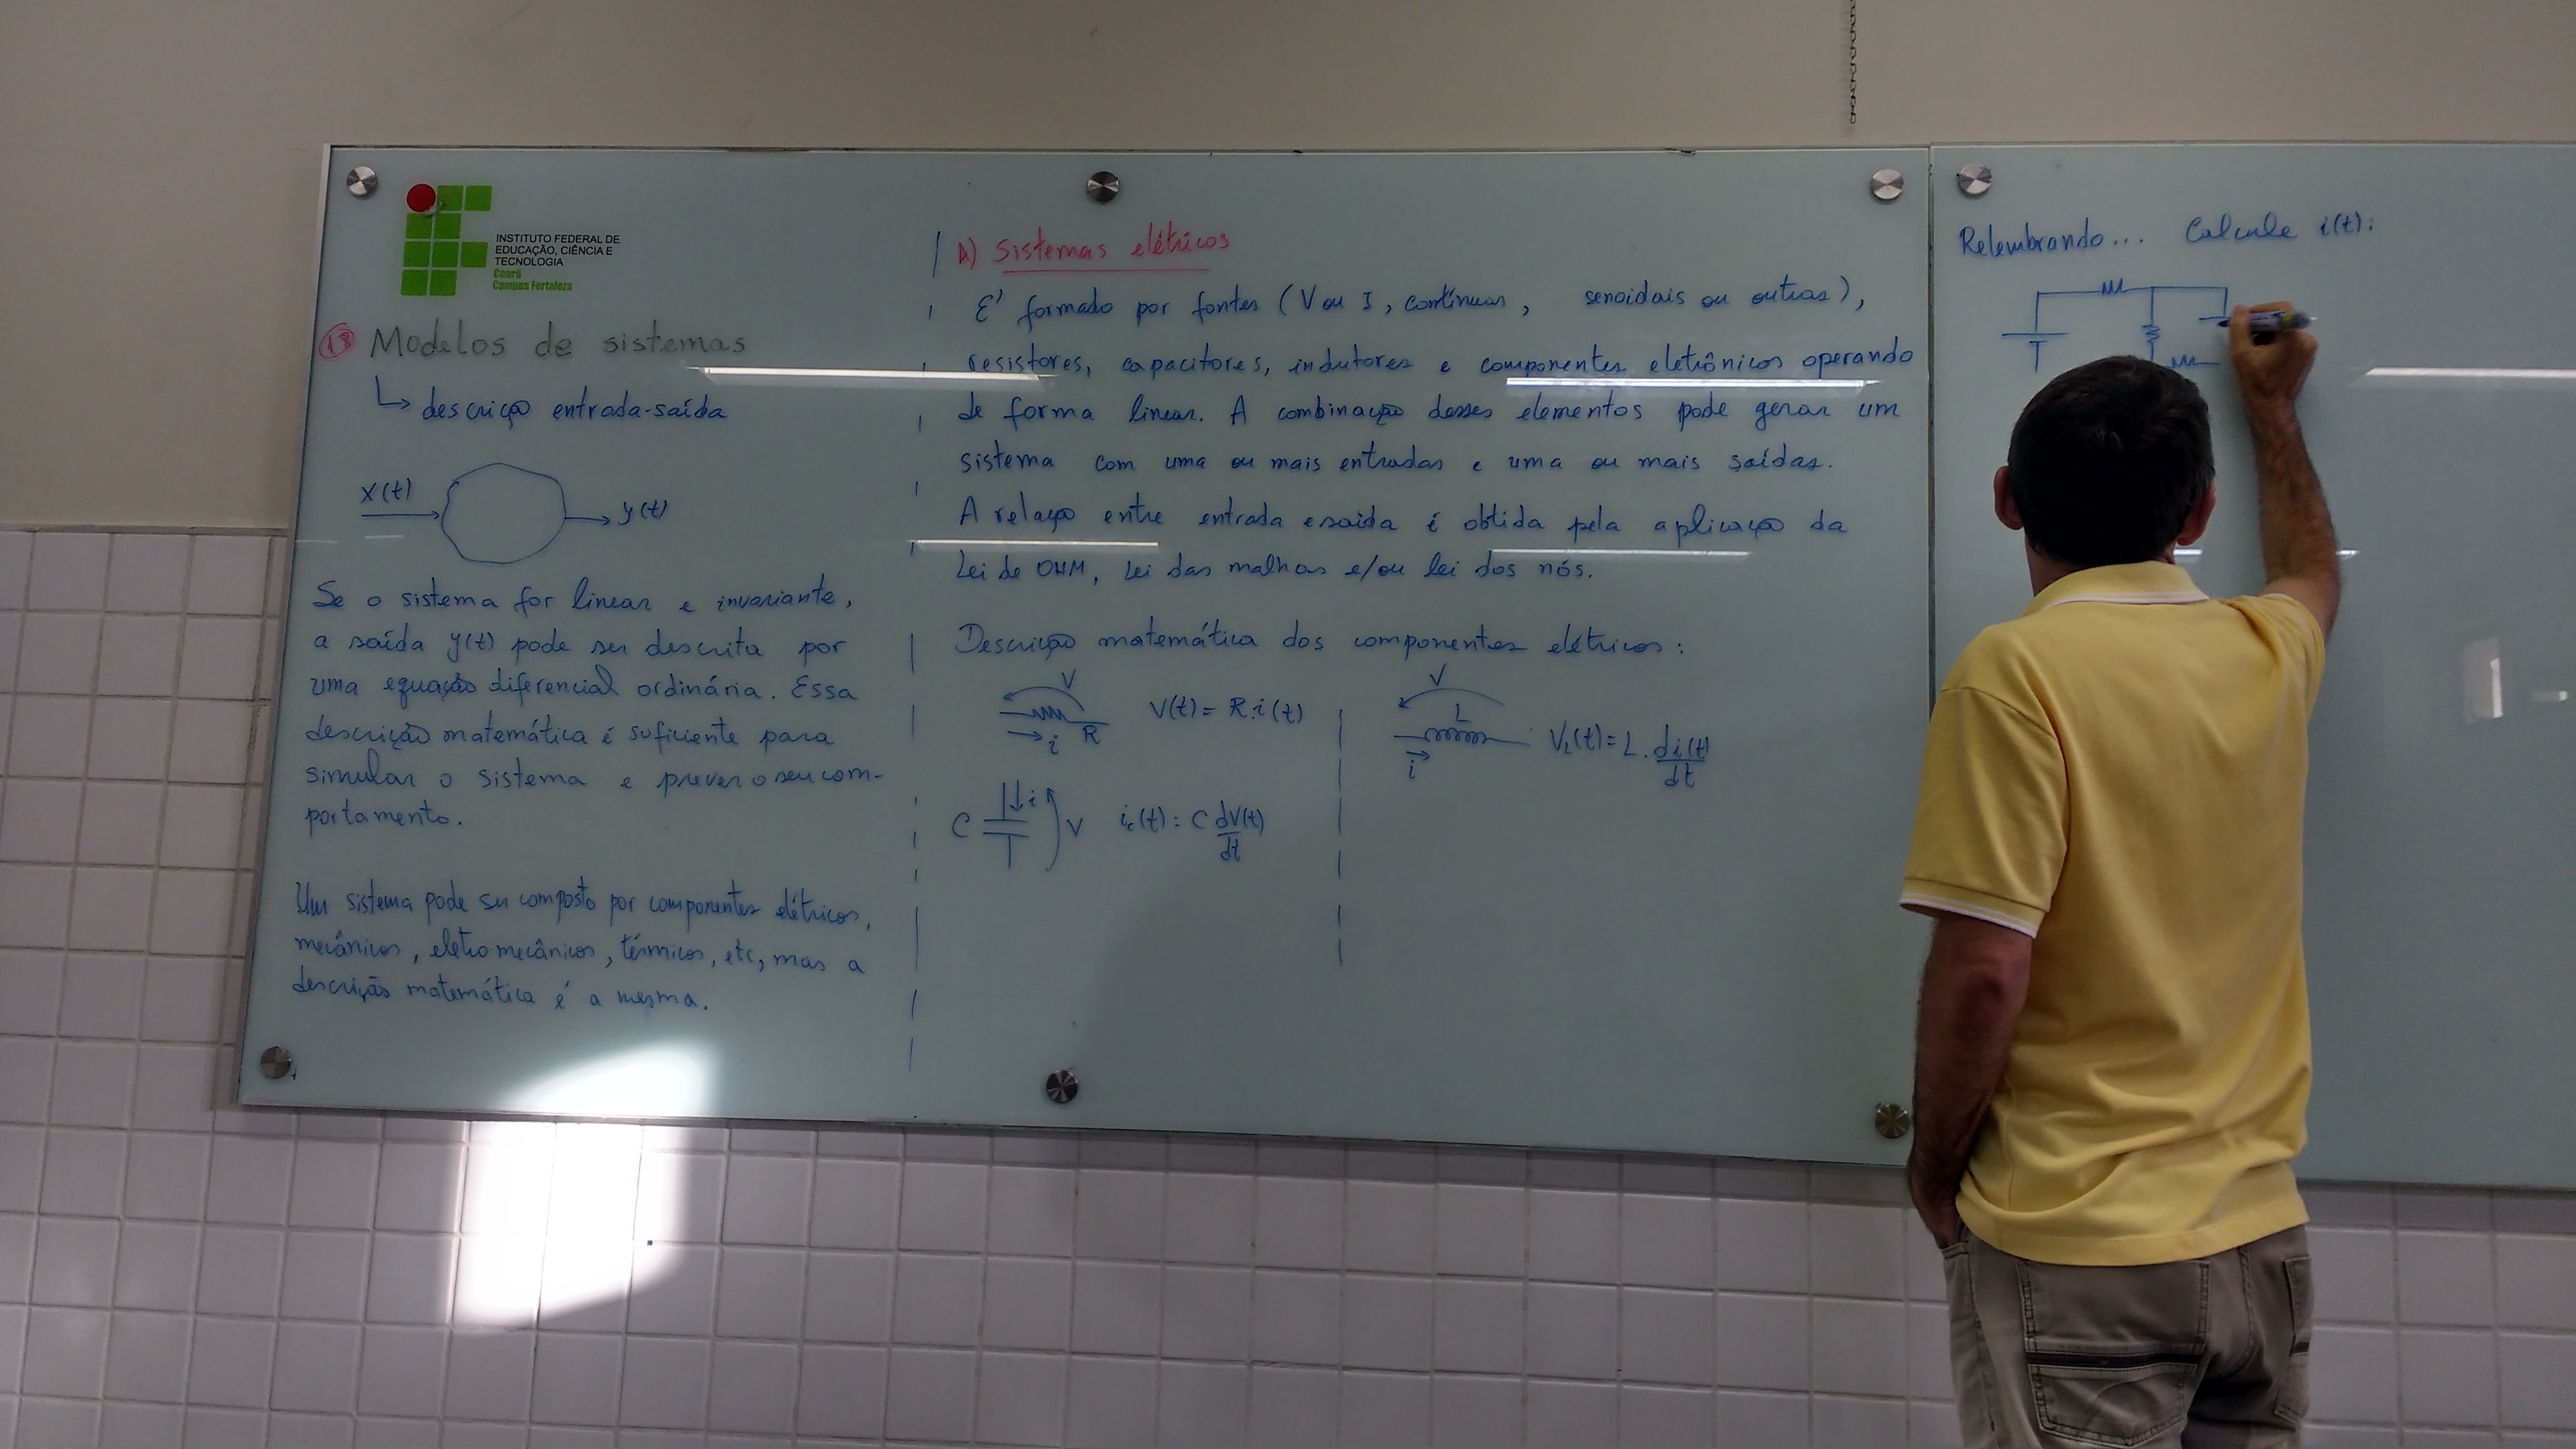 INSTITUTO FEDERAL DE
EDUCAÇÃO, CIÊNCIA E
TECNOLOGIA
Ceará
Campus Fortaleza
Modelos de sistemas
descrição entrada-saída
x(t)
y(t)
Se o sistema for linear e invariante,
a saída y(t) pode ser descrita por
uma equação diferencial ordinária. Essa
descrição matemática é suficiente para
simular o sistema e prever o seu com-
portamento.
Um sistema pode ser composto por componentes elétricos,
mecânicos, eletromecânicos, térmicos, etc, mas a
descrição matemática é a mesma.
A) Sistemas elétricos
É formado por fontes (V ou I, contínuas, senoidais ou outras),
resistores, capacitores, indutores e componentes eletrônicos operando
de forma linear. A combinação desses elementos pode gerar um
sistema com uma ou mais entradas e uma ou mais saídas.
A relação entre entrada e saída é obtida pela aplicação da
Lei de OHM, Lei das malhas e/ou lei dos nós.
Descrição matemática dos componentes elétricos:
V
i R
V(t) = R.i(t)
V
L
i
VL(t) = L. di(t)/dt
C i V
ic(t) = C dV(t)/dt
Relembrando... Calcule i(t):